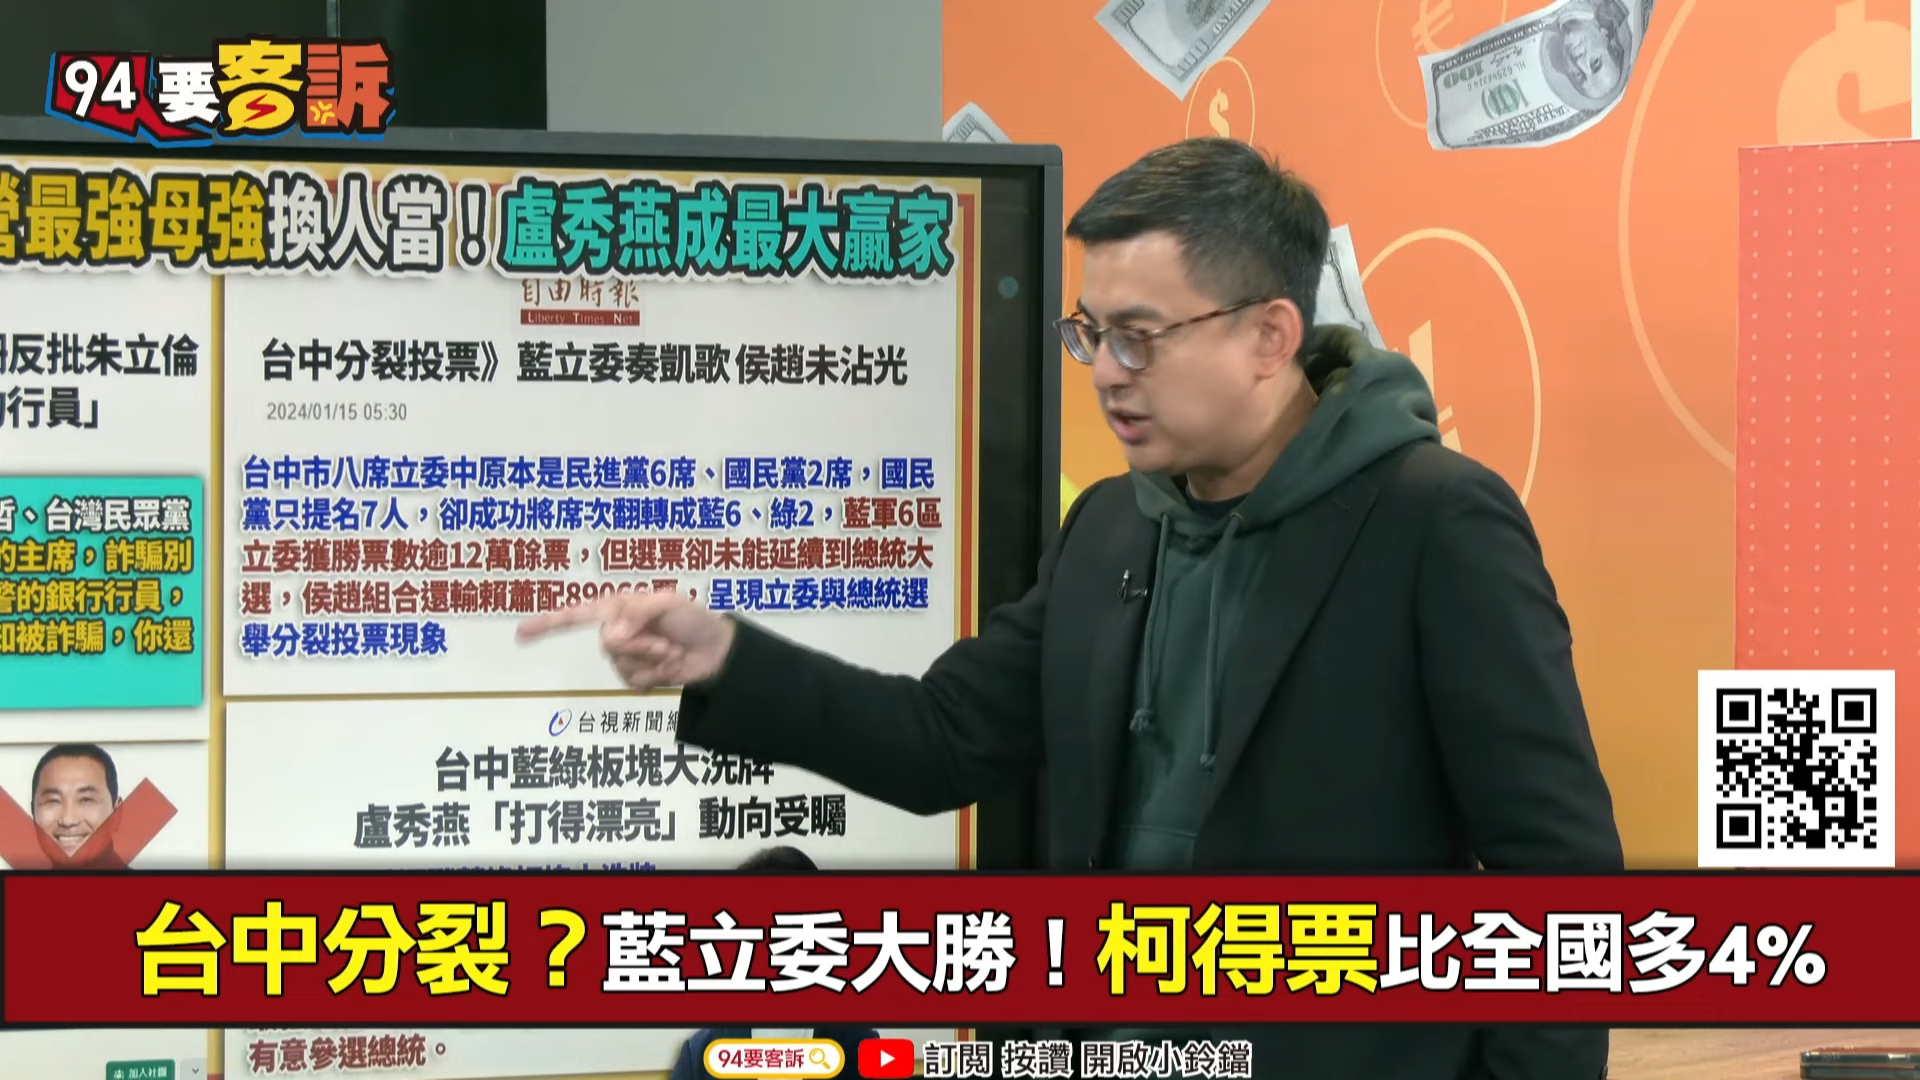 94要客訴
最強母強換人當！盧秀燕成最大贏家
反批朱立倫
行員」
、台灣民眾黨
的主席，詐騙別
的銀行行員，
被詐騙，你還
自由時報
Liberty Times Net
台中分裂投票》藍立委奏凱歌 侯趙未沾光
2024/01/15 05:30
台中市八席立委中原本是民進黨6席、國民黨2席，國民
黨只提名7人，卻成功將席次翻轉成藍6、綠2，藍軍6區
立委獲勝票數逾12萬餘票，但選票卻未能延續到總統大
選，侯趙組合還輸賴蕭配89066票，呈現立委與總統選
舉分裂投票現象
台視新聞
台中藍綠板塊大洗牌
盧秀燕「打得漂亮」動向受矚
台中分裂？藍立委大勝！柯得票比全國多4%
有意參選總統。
加入社團
94要客訴
訂閱 按讚 開啟小鈴鐺